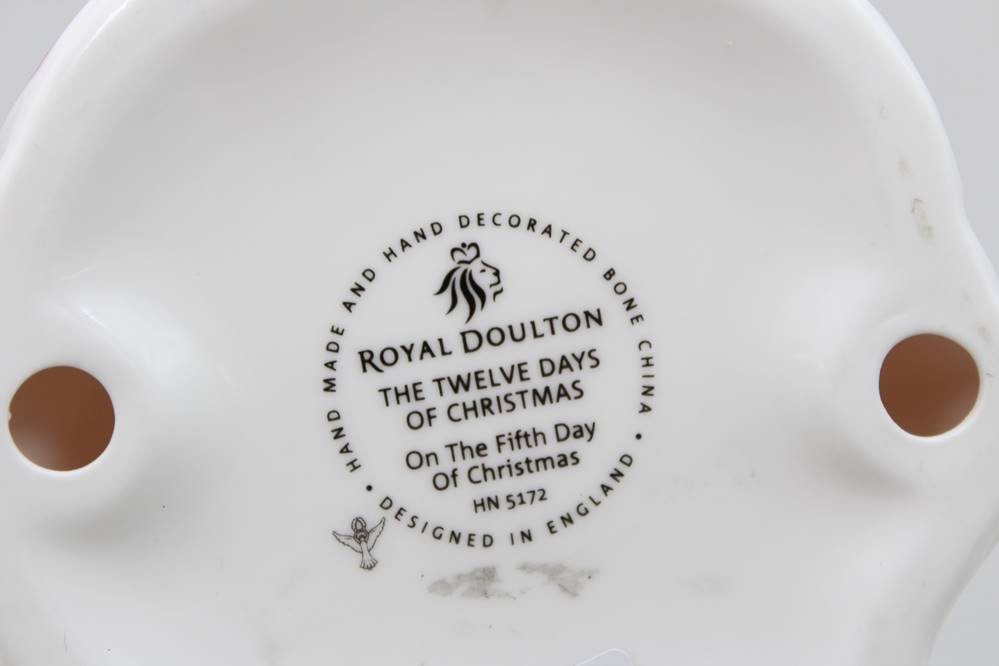 HAND MADE AND HAND DECORATED BONE CHINA
ROYAL DOULTON
THE TWELVE DAYS
OF CHRISTMAS
On The Fifth Day
Of Christmas
HN 5172
• DESIGNED IN ENGLAND •